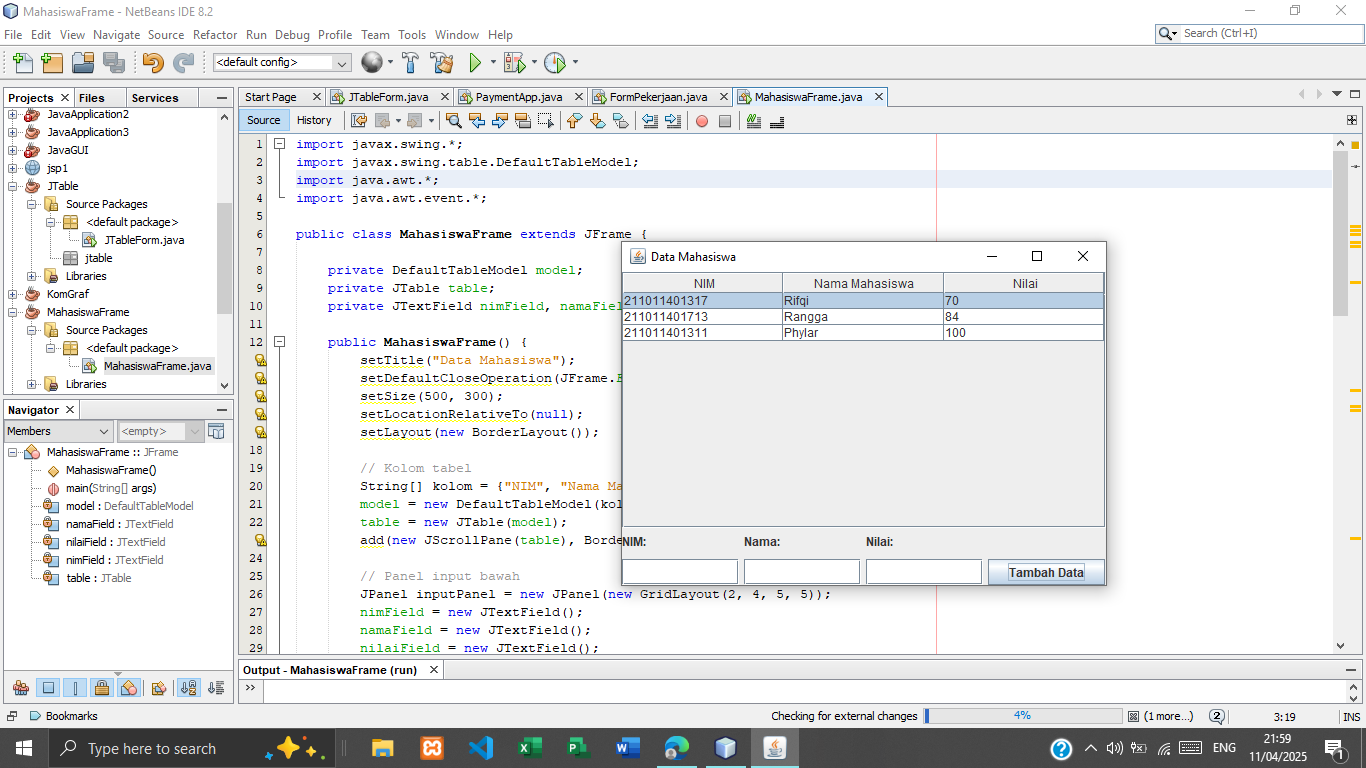 MahasiswaFrame - NetBeans IDE 8.2
File Edit View Navigate Source Refactor Run Debug Profile Team Tools Window Help
Search (Ctrl+I)
<default config>
Projects Files Services
JavaApplication2
JavaApplication3
JavaGUI
jsp1
JTable
Source Packages
<default package>
JTableForm.java
jtable
Libraries
KomGraf
MahasiswaFrame
Source Packages
<default package>
MahasiswaFrame.java
Libraries
Navigator
Members <empty>
MahasiswaFrame :: JFrame
MahasiswaFrame()
main(String[] args)
model : DefaultTableModel
namaField : JTextField
nilaiField : JTextField
nimField : JTextField
table : JTable
Start Page JTableForm.java PaymentApp.java FormPekerjaan.java MahasiswaFrame.java
Source History
1 import javax.swing.*;
2 import javax.swing.table.DefaultTableModel;
3 import java.awt.*;
4 import java.awt.event.*;
5
6 public class MahasiswaFrame extends JFrame {
7
8 private DefaultTableModel model;
9 private JTable table;
10 private JTextField nimField, namaFiel
11
12 public MahasiswaFrame() {
setTitle("Data Mahasiswa");
setDefaultCloseOperation(JFrame.
setSize(500, 300);
setLocationRelativeTo(null);
setLayout(new BorderLayout());
18
19 // Kolom tabel
20 String[] kolom = {"NIM", "Nama Ma
21 model = new DefaultTableModel(kol
22 table = new JTable(model);
add(new JScrollPane(table), Borde
24
25 // Panel input bawah
26 JPanel inputPanel = new JPanel(new GridLayout(2, 4, 5, 5));
27 nimField = new JTextField();
28 namaField = new JTextField();
29 nilaiField = new JTextField();
Data Mahasiswa
NIM Nama Mahasiswa Nilai
211011401317 Rifqi 70
211011401713 Rangga 84
211011401311 Phylar 100
NIM: Nama: Nilai:
Tambah Data
Output - MahasiswaFrame (run)
Bookmarks
Checking for external changes 4% (1 more...) 2 3:19 INS
Type here to search
ENG
21:59
11/04/2025
1